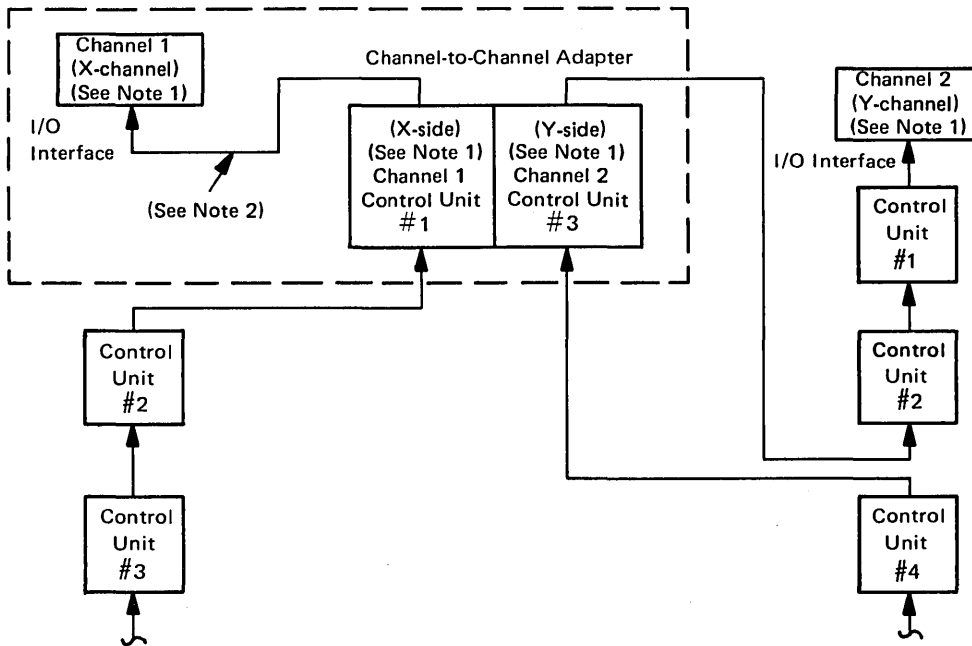 Channel 1
(X-channel)
(See Note 1)
I/O
Interface
(See Note 2)
Channel-to-Channel Adapter
(X-side)
(See Note 1)
Channel 1
Control Unit
#1
(Y-side)
(See Note 1)
Channel 2
Control Unit
#3
Channel 2
(Y-channel)
(See Note 1)
I/O Interface
Control
Unit
#1
Control
Unit
#2
Control
Unit
#2
Control
Unit
#3
Control
Unit
#4